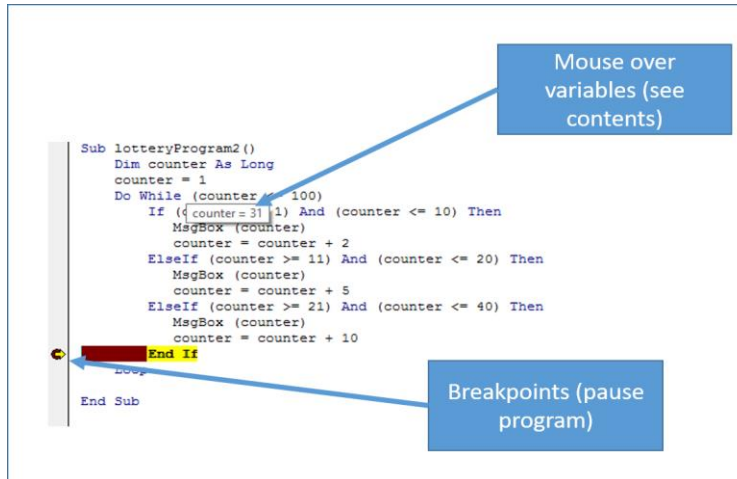 Mouse over
variables (see
contents)
Sub lotteryProgram2()
Dim counter As Long
counter = 1
Do While (counter <= 100)
If (counter = 31 1) And (counter <= 10) Then
MsgBox (counter)
counter = counter + 2
ElseIf (counter >= 11) And (counter <= 20) Then
MsgBox (counter)
counter = counter + 5
ElseIf (counter >= 21) And (counter <= 40) Then
MsgBox (counter)
counter = counter + 10
End If
Loop
End Sub
Breakpoints (pause
program)